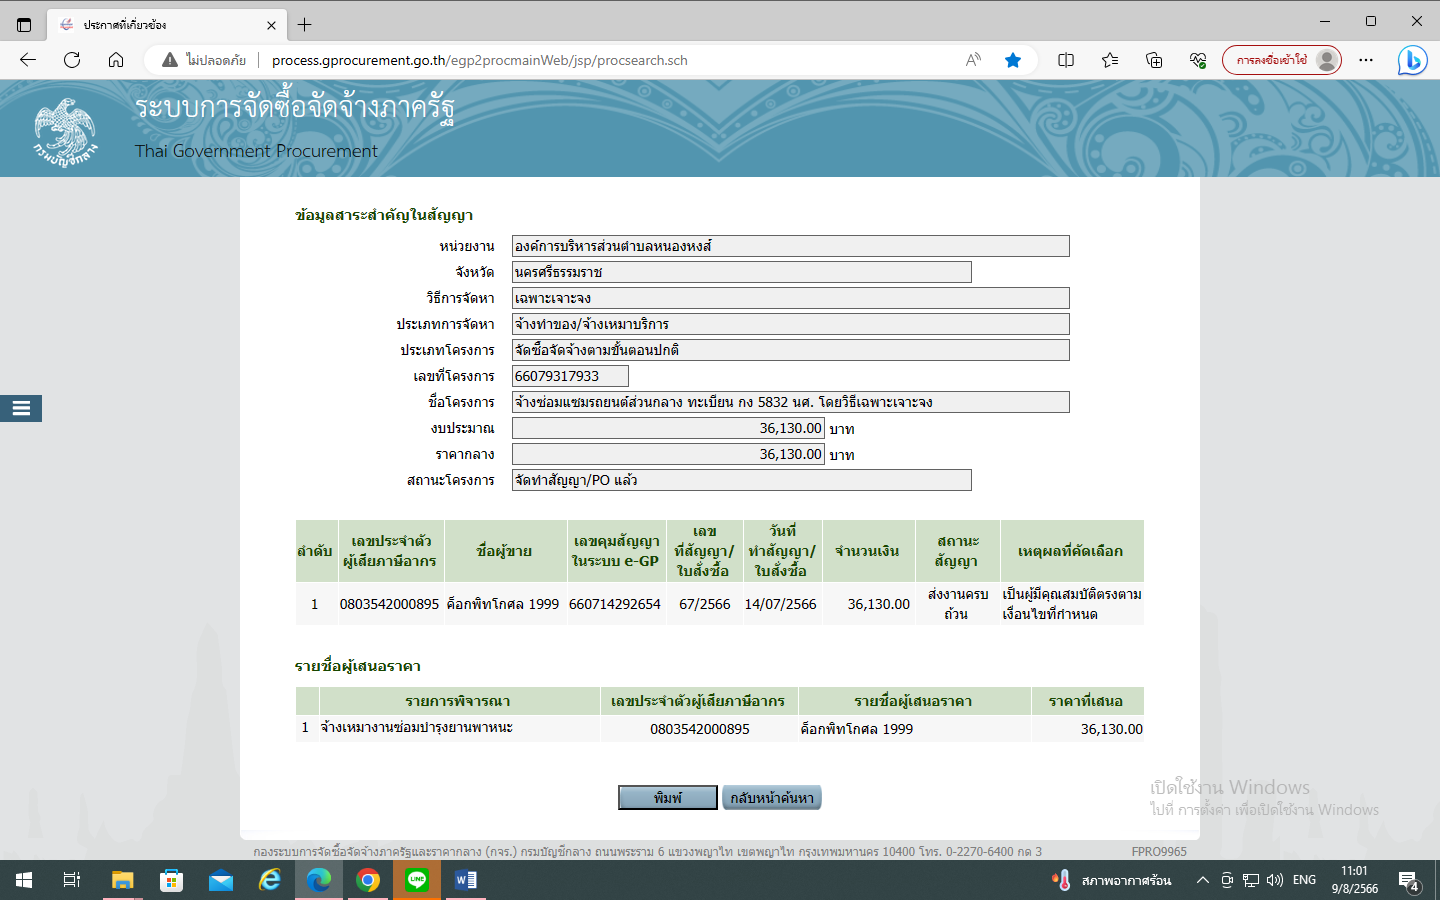 ประกาศที่เกี่ยวข้อง
ไม่ปลอดภัย
process.gprocurement.go.th/egp2procmainWeb/jsp/procsearch.sch
การลงชื่อเข้าใช้
ระบบการจัดซื้อจัดจ้างภาครัฐ
Thai Government Procurement
กรมบัญชีกลาง
ข้อมูลสาระสำคัญในสัญญา
หน่วยงาน องค์การบริหารส่วนตำบลหนองหงส์
จังหวัด นครศรีธรรมราช
วิธีการจัดหา เฉพาะเจาะจง
ประเภทการจัดหา จ้างทำของ/จ้างเหมาบริการ
ประเภทโครงการ จัดซื้อจัดจ้างตามขั้นตอนปกติ
เลขที่โครงการ 66079317933
ชื่อโครงการ จ้างซ่อมแซมรถยนต์ส่วนกลาง ทะเบียน กง 5832 นศ. โดยวิธีเฉพาะเจาะจง
งบประมาณ 36,130.00 บาท
ราคากลาง 36,130.00 บาท
สถานะโครงการ จัดทำสัญญา/PO แล้ว
ลำดับ เลขประจำตัวผู้เสียภาษีอากร ชื่อผู้ขาย เลขคุมสัญญาในระบบ e-GP เลขที่สัญญา/ใบสั่งซื้อ วันที่ทำสัญญา/ใบสั่งซื้อ จำนวนเงิน สถานะสัญญา เหตุผลที่คัดเลือก
1 0803542000895 ค็อกพิทโกศล 1999 660714292654 67/2566 14/07/2566 36,130.00 ส่งงานครบถ้วน เป็นผู้มีคุณสมบัติตรงตามเงื่อนไขที่กำหนด
รายชื่อผู้เสนอราคา
รายการพิจารณา เลขประจำตัวผู้เสียภาษีอากร รายชื่อผู้เสนอราคา ราคาที่เสนอ
1 จ้างเหมางานซ่อมบำรุงยานพาหนะ 0803542000895 ค็อกพิทโกศล 1999 36,130.00
พิมพ์ กลับหน้าค้นหา
เปิดใช้งาน Windows
ไปที่ การตั้งค่า เพื่อเปิดใช้งาน Windows
กองระบบการจัดซื้อจัดจ้างภาครัฐและราคากลาง (กจร.) กรมบัญชีกลาง ถนนพระราม 6 แขวงพญาไท เขตพญาไท กรุงเทพมหานคร 10400 โทร. 0-2270-6400 กด 3 FPRO9965
สภาพอากาศร้อน ENG 11:01
9/8/2566
4